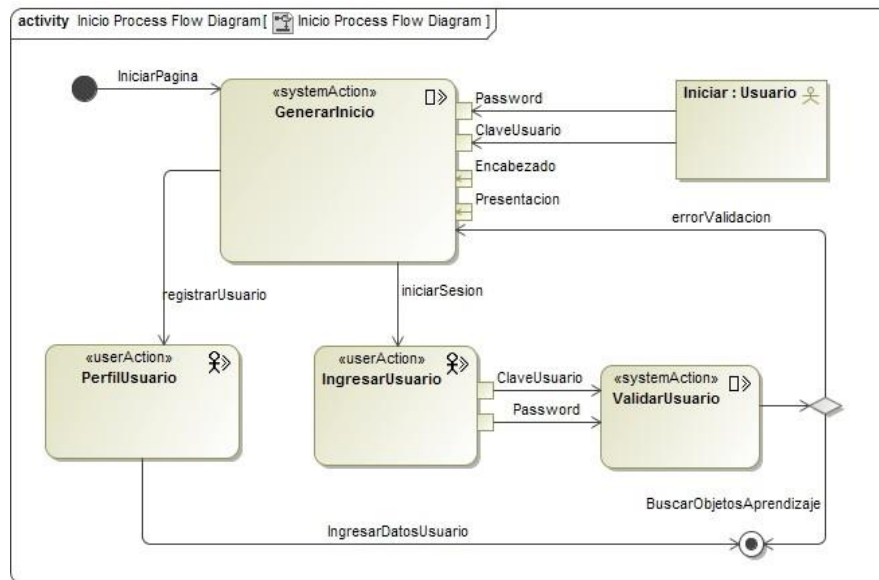 activity Inicio Process Flow Diagram [ Inicio Process Flow Diagram ]
IniciarPagina
«systemAction»
GenerarInicio
Password
ClaveUsuario
Encabezado
Presentacion
Iniciar : Usuario
errorValidacion
registrarUsuario
iniciarSesion
«userAction»
PerfilUsuario
«userAction»
IngresarUsuario
ClaveUsuario
Password
«systemAction»
ValidarUsuario
BuscarObjetosAprendizaje
IngresarDatosUsuario